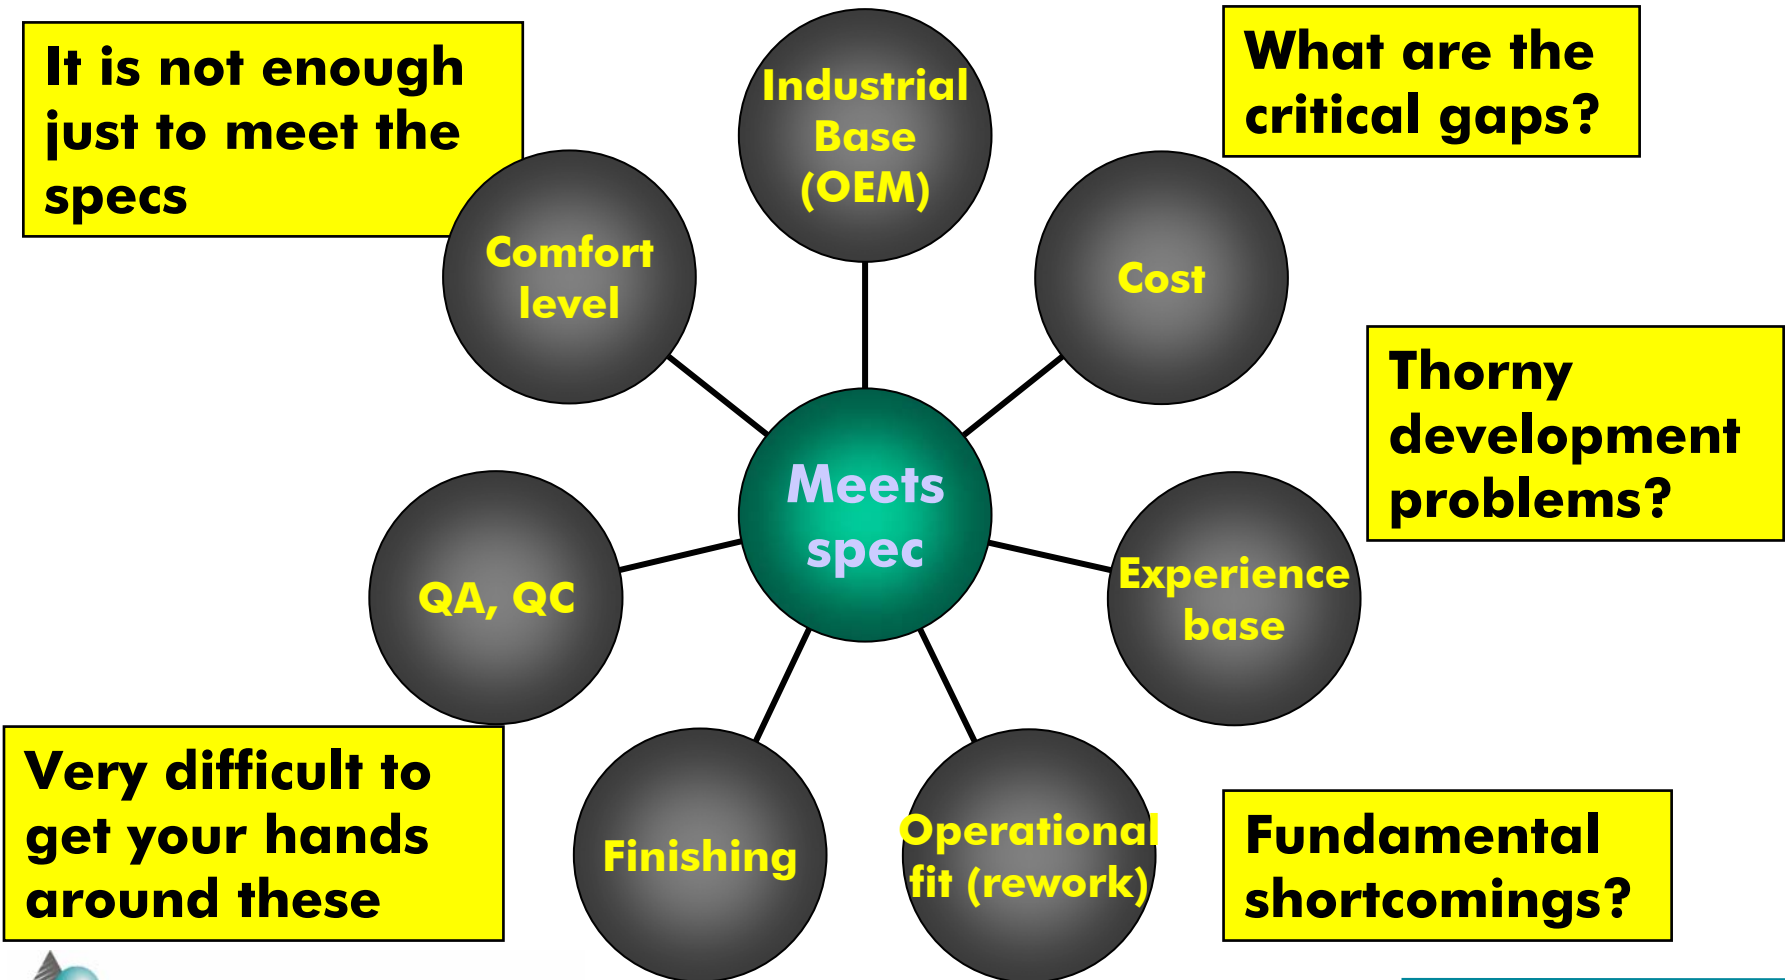 It is not enough
just to meet the
specs
Industrial
Base
(OEM)
What are the
critical gaps?
Comfort
level
Cost
Thorny
development
problems?
Meets
spec
QA, QC
Experience
base
Very difficult to
get your hands
around these
Finishing
Operational
fit (rework)
Fundamental
shortcomings?